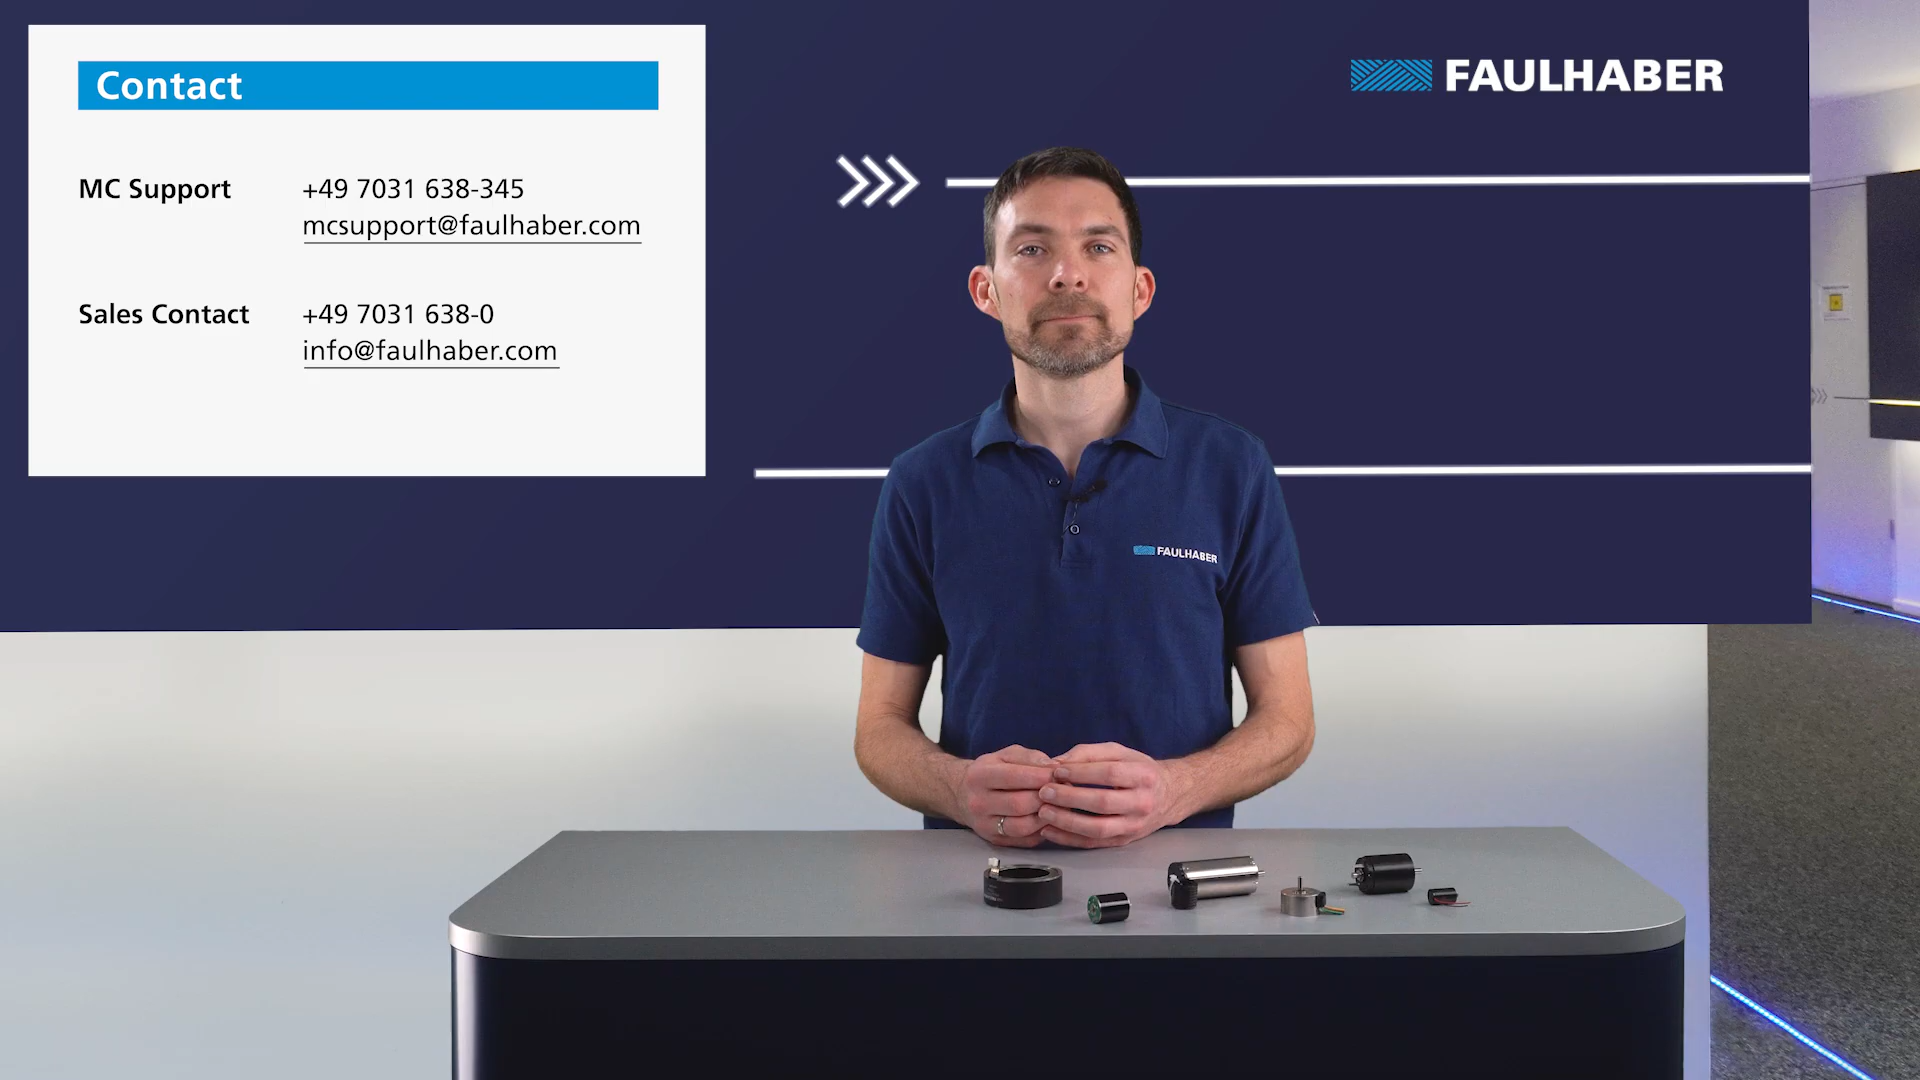 Contact
MC Support +49 7031 638-345
mcsupport@faulhaber.com
Sales Contact +49 7031 638-0
info@faulhaber.com
FAULHABER
FAULHABER